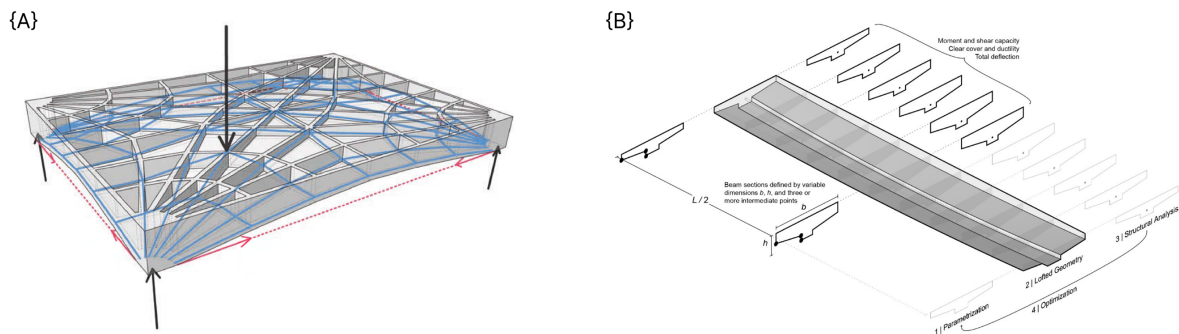 {A}
{B}
Moment and shear capacity
Clear cover and ductility
Total deflection
Beam sections defined by variable
dimensions b, h, and three or
more intermediate points
L / 2
b
h
3 | Structural Analysis
2 | Lofted Geometry
1 | Parametrization
4 | Optimization